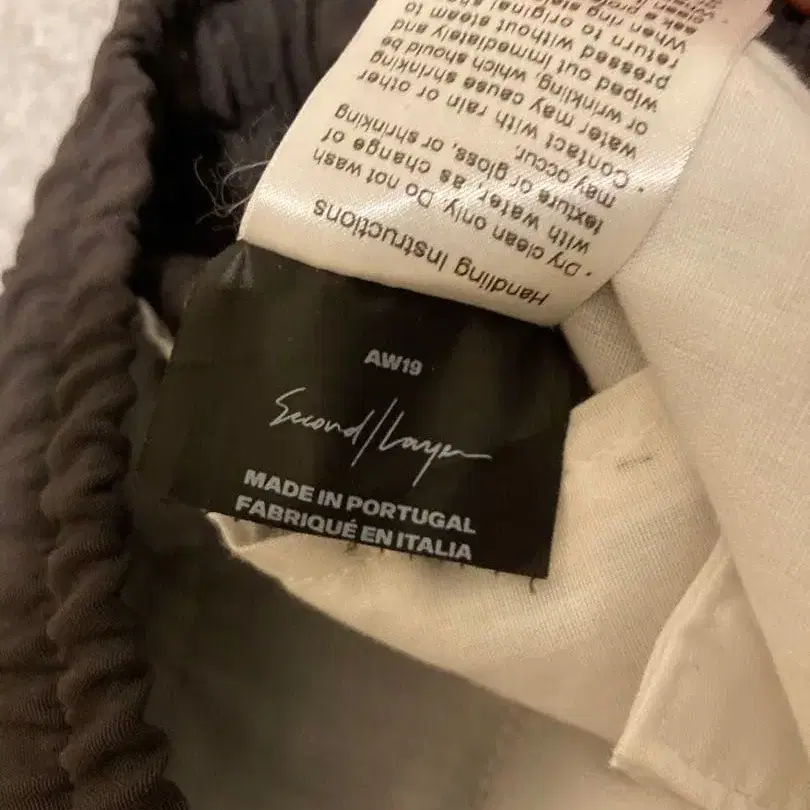 AW19
Second/Layer
MADE IN PORTUGAL
FABRIQUÉ EN ITALIA
Handling Instructions
· Dry clean only. Do not wash
with water, as change of
texture or gloss, or shrinking
may occur.
· Contact with rain or other
water may cause shrinking
or wrinkling, which should be
wiped out immediately and
pressed without steam to
return to original
When